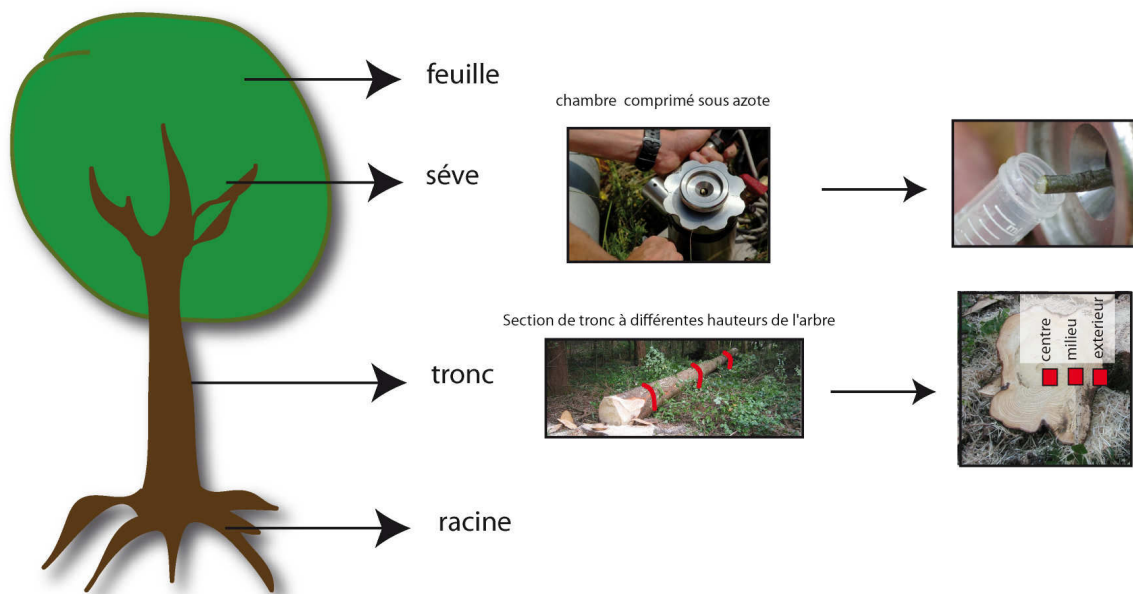 feuille
chambre comprimé sous azote
séve
Section de tronc à différentes hauteurs de l'arbre
tronc
centre
milieu
exterieur
racine